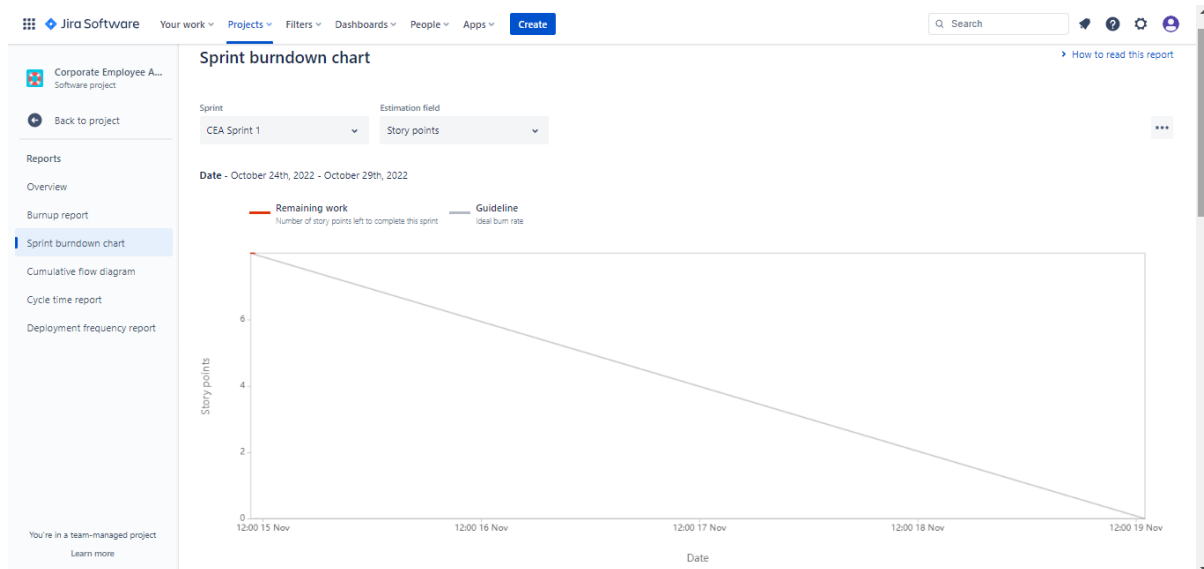 Jira Software Your work Projects Filters Dashboards People Apps Create Search
Corporate Employee A...
Software project
Back to project
Reports
Overview
Burnup report
Sprint burndown chart
Cumulative flow diagram
Cycle time report
Deployment frequency report
You're in a team-managed project
Learn more
Sprint burndown chart
How to read this report
Sprint Estimation field
CEA Sprint 1 Story points
Date - October 24th, 2022 - October 29th, 2022
Remaining work Guideline
Number of story points left to complete this sprint Ideal burn rate
6
4
2
0
Story points
12:00 15 Nov 12:00 16 Nov 12:00 17 Nov 12:00 18 Nov 12:00 19 Nov
Date